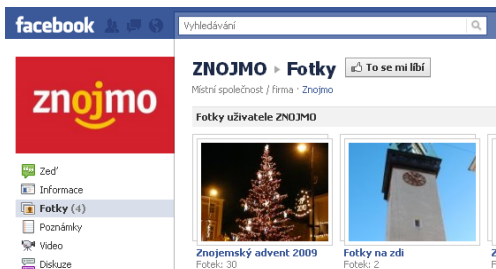 facebook
Vyhledávání
znojmo
ZNOJMO ▸ Fotky
To se mi líbí
Místní společnost / firma · Znojmo
Fotky uživatele ZNOJMO
Zeď
Informace
Fotky (4)
Poznámky
Video
Diskuze
Znojemský advent 2009
Fotek: 30
Fotky na zdi
Fotek: 2